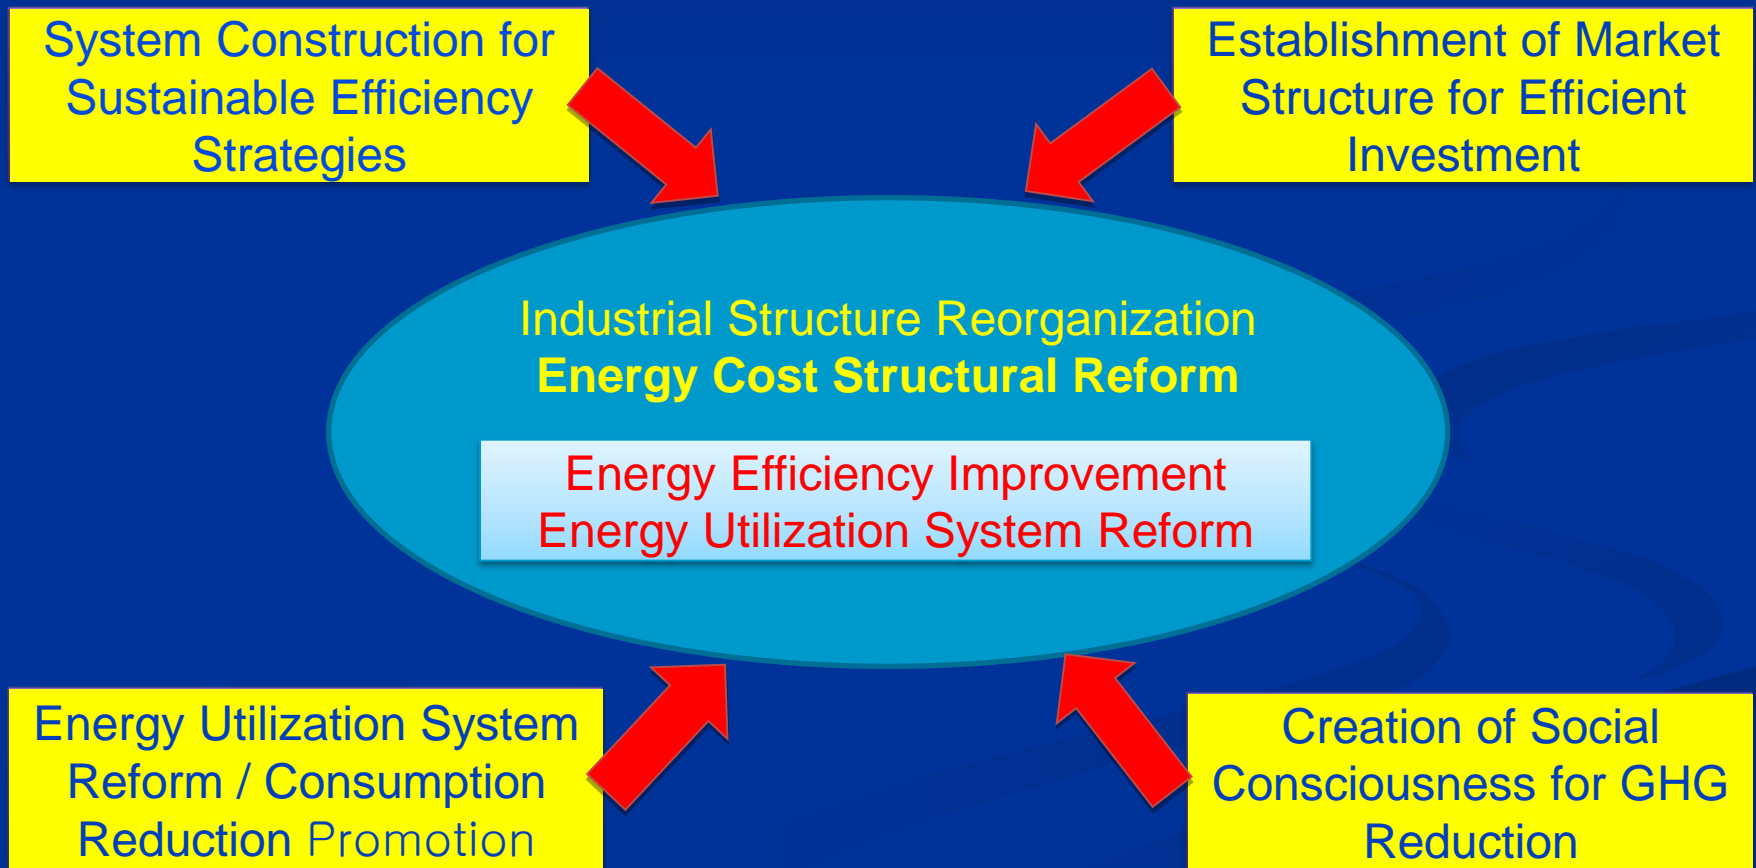 System Construction for
Sustainable Efficiency
Strategies
Establishment of Market
Structure for Efficient
Investment
Industrial Structure Reorganization
Energy Cost Structural Reform
Energy Efficiency Improvement
Energy Utilization System Reform
Energy Utilization System
Reform / Consumption
Reduction Promotion
Creation of Social
Consciousness for GHG
Reduction